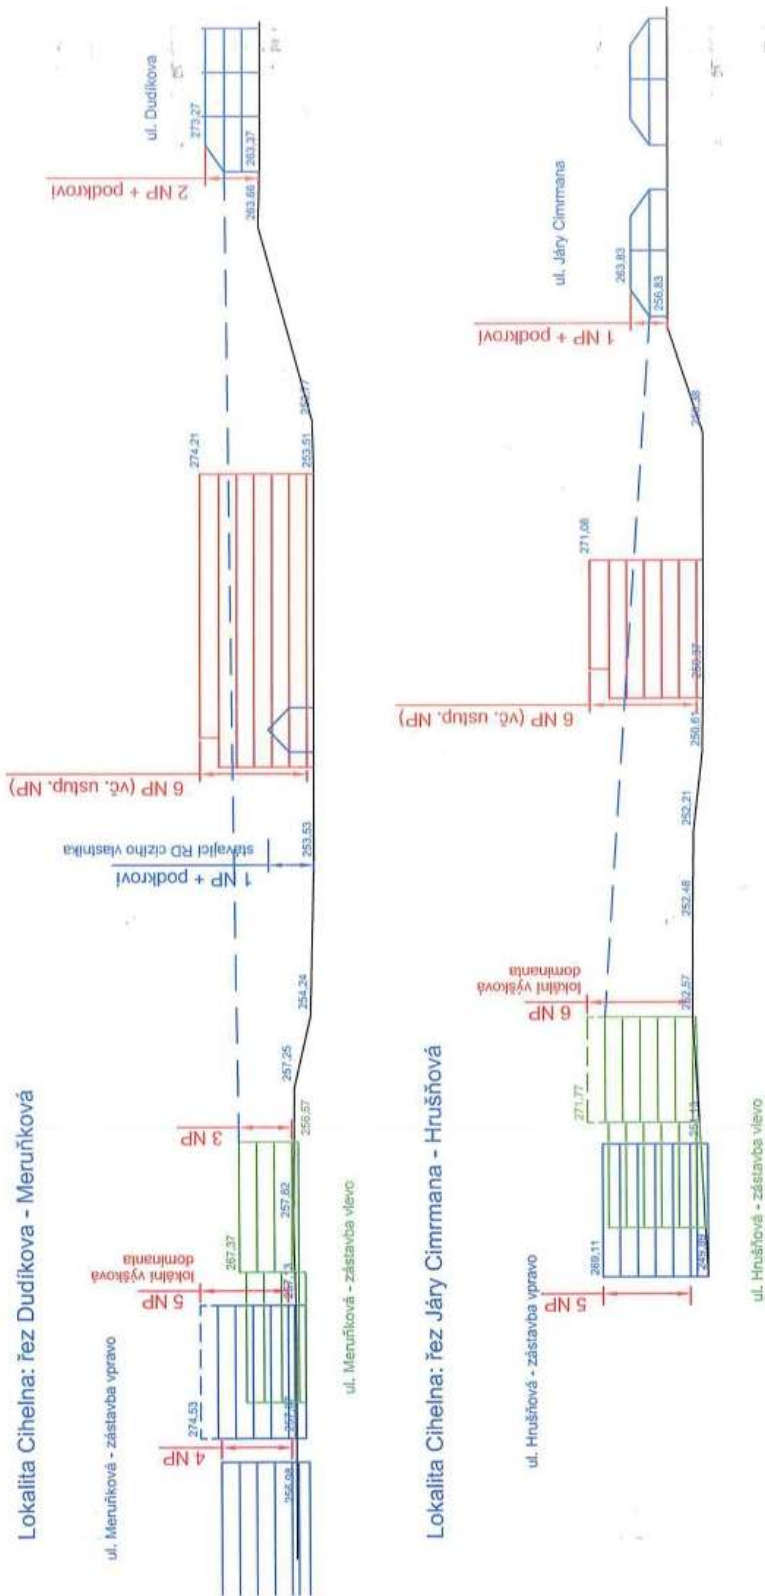 Lokalita Cihelna: řez Dudíkova - Meruňková
ul. Meruňková - zástavba vpravo
4 NP
274,53
5 NP
lokální výšková
dominanta
267,37
3 NP
256,98
257,13
257,62
256,57
257,25
254,24
ul. Meruňková - zástavba vlevo
1 NP + podkroví
stávající RD cizího vlastníka
253,53
6 NP (vč. ustup. NP)
274,21
253,51
2 NP + podkroví
263,66
263,37
273,27
ul. Dudíkova
Lokalita Cihelna: řez Járy Cimrmana - Hrušňová
ul. Hrušňová - zástavba vpravo
5 NP
269,11
249,88
271,77
6 NP
lokální výšková
dominanta
252,57
252,48
252,21
ul. Hrušňová - zástavba vlevo
6 NP (vč. ustup. NP)
250,61
250,37
271,08
1 NP + podkroví
256,83
263,83
ul. Járy Cimrmana